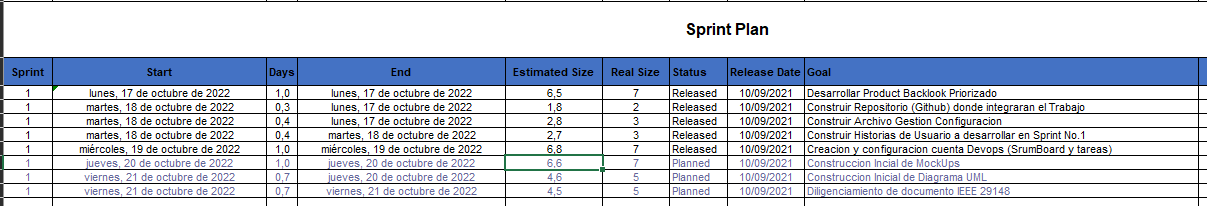 Sprint Plan
Sprint Start Days End Estimated Size Real Size Status Release Date Goal
1 lunes, 17 de octubre de 2022 1,0 lunes, 17 de octubre de 2022 6,5 7 Released 10/09/2021 Desarrollar Product Backlook Priorizado
1 martes, 18 de octubre de 2022 0,3 lunes, 17 de octubre de 2022 1,8 2 Released 10/09/2021 Construir Repositorio (Github) donde integraran el Trabajo
1 martes, 18 de octubre de 2022 0,4 lunes, 17 de octubre de 2022 2,8 3 Released 10/09/2021 Construir Archivo Gestion Configuracion
1 martes, 18 de octubre de 2022 0,4 martes, 18 de octubre de 2022 2,7 3 Released 10/09/2021 Construir Historias de Usuario a desarrollar en Sprint No.1
1 miércoles, 19 de octubre de 2022 1,0 miércoles, 19 de octubre de 2022 6,8 7 Released 10/09/2021 Creacion y configuracion cuenta Devops (SrumBoard y tareas)
1 jueves, 20 de octubre de 2022 1,0 jueves, 20 de octubre de 2022 6,6 7 Planned 10/09/2021 Construccion Incial de MockUps
1 viernes, 21 de octubre de 2022 0,7 jueves, 20 de octubre de 2022 4,6 5 Planned 10/09/2021 Construccion Inicial de Diagrama UML
1 viernes, 21 de octubre de 2022 0,7 viernes, 21 de octubre de 2022 4,5 5 Planned 10/09/2021 Diligenciamiento de documento IEEE 29148